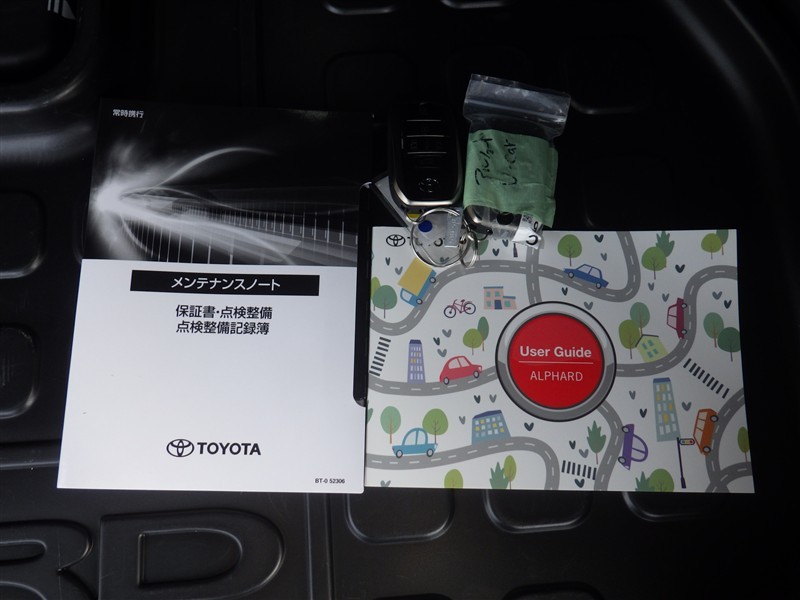 常時携行
メンテナンスノート
保証書・点検整備
点検整備記録簿
TOYOTA
BT-0 52306
User Guide
ALPHARD